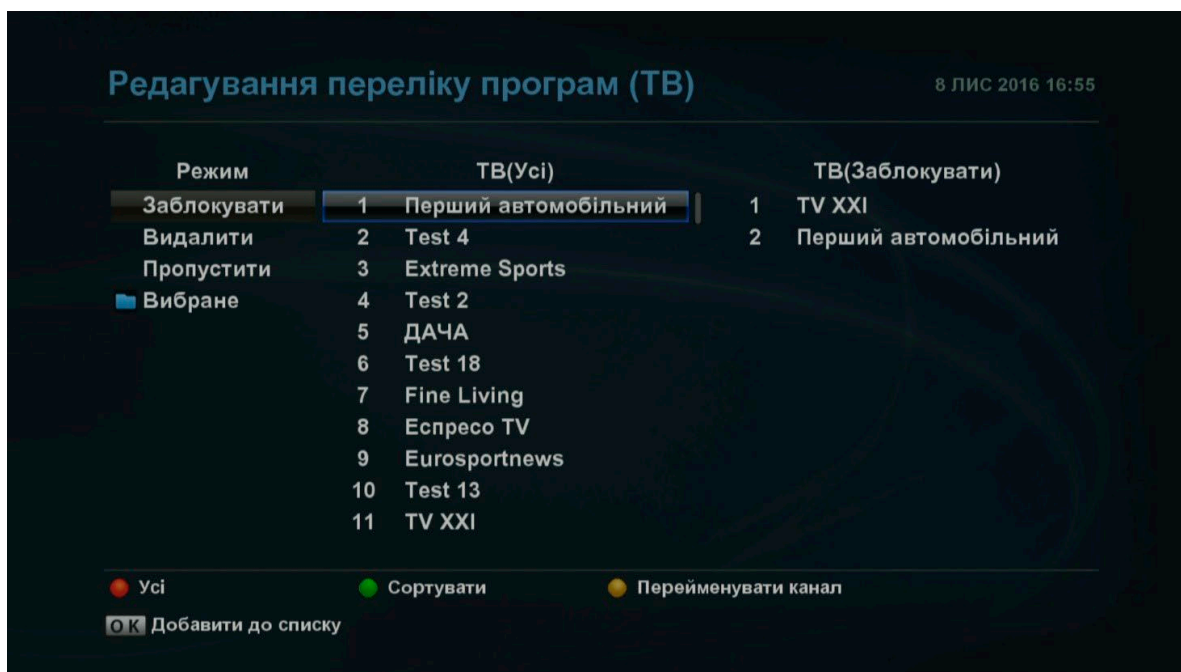 Редагування переліку програм (ТВ)
8 ЛИС 2016 16:55
Режим
Заблокувати
Видалити
Пропустити
Вибране
ТВ(Усі)
1 Перший автомобільний
2 Test 4
3 Extreme Sports
4 Test 2
5 ДАЧА
6 Test 18
7 Fine Living
8 Еспресо TV
9 Eurosportnews
10 Test 13
11 TV XXI
ТВ(Заблокувати)
1 TV XXI
2 Перший автомобільний
Усі
Сортувати
Перейменувати канал
OK Добавити до списку